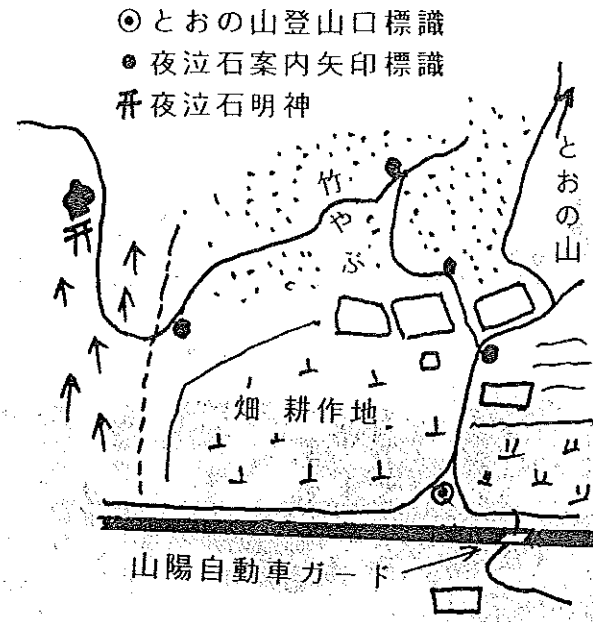 ◉とおの山登山口標識
●夜泣石案内矢印標識
⛩夜泣石明神
竹やぶ
とおの山
畑 耕作地
山陽自動車ガード